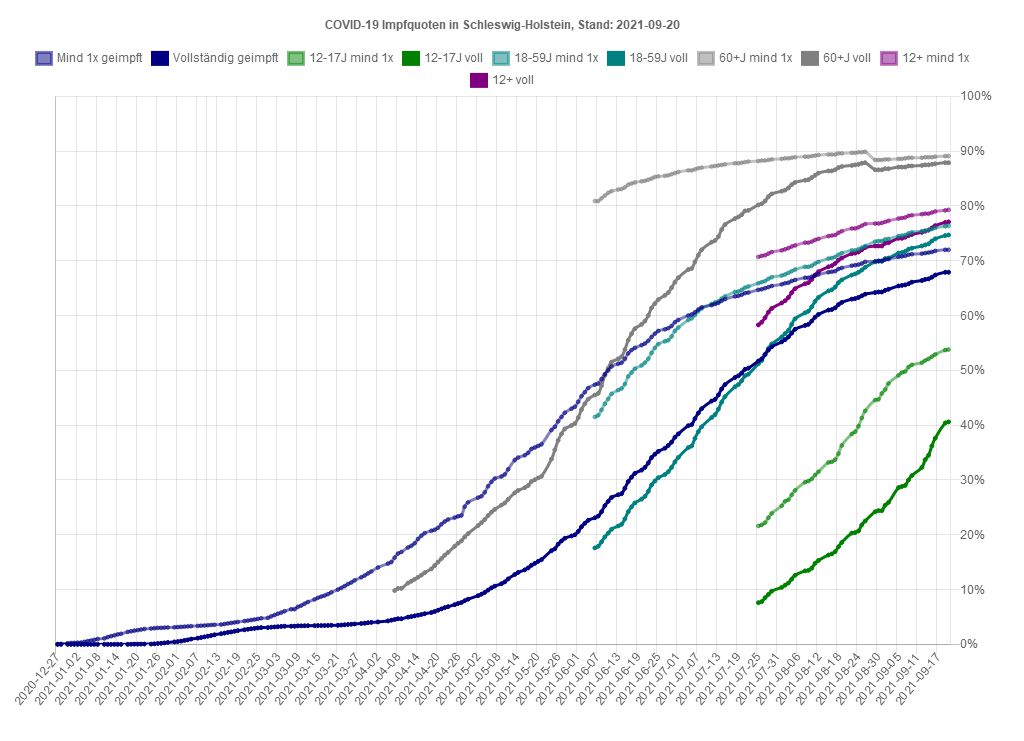 COVID-19 Impfquoten in Schleswig-Holstein, Stand: 2021-09-20
Mind 1x geimpft Vollständig geimpft 12-17J mind 1x 12-17J voll 18-59J mind 1x 18-59J voll 60+J mind 1x 60+J voll 12+ mind 1x
12+ voll
100%
90%
80%
70%
60%
50%
40%
30%
20%
10%
0%
2020-12-27 2021-01-02 2021-01-08 2021-01-14 2021-01-20 2021-01-26 2021-02-01 2021-02-07 2021-02-13 2021-02-19 2021-02-25 2021-03-03 2021-03-09 2021-03-15 2021-03-21 2021-03-27 2021-04-02 2021-04-08 2021-04-14 2021-04-20 2021-04-26 2021-05-02 2021-05-08 2021-05-14 2021-05-20 2021-05-26 2021-06-01 2021-06-07 2021-06-13 2021-06-19 2021-06-25 2021-07-01 2021-07-07 2021-07-13 2021-07-19 2021-07-25 2021-07-31 2021-08-06 2021-08-12 2021-08-18 2021-08-24 2021-08-30 2021-09-05 2021-09-11 2021-09-17